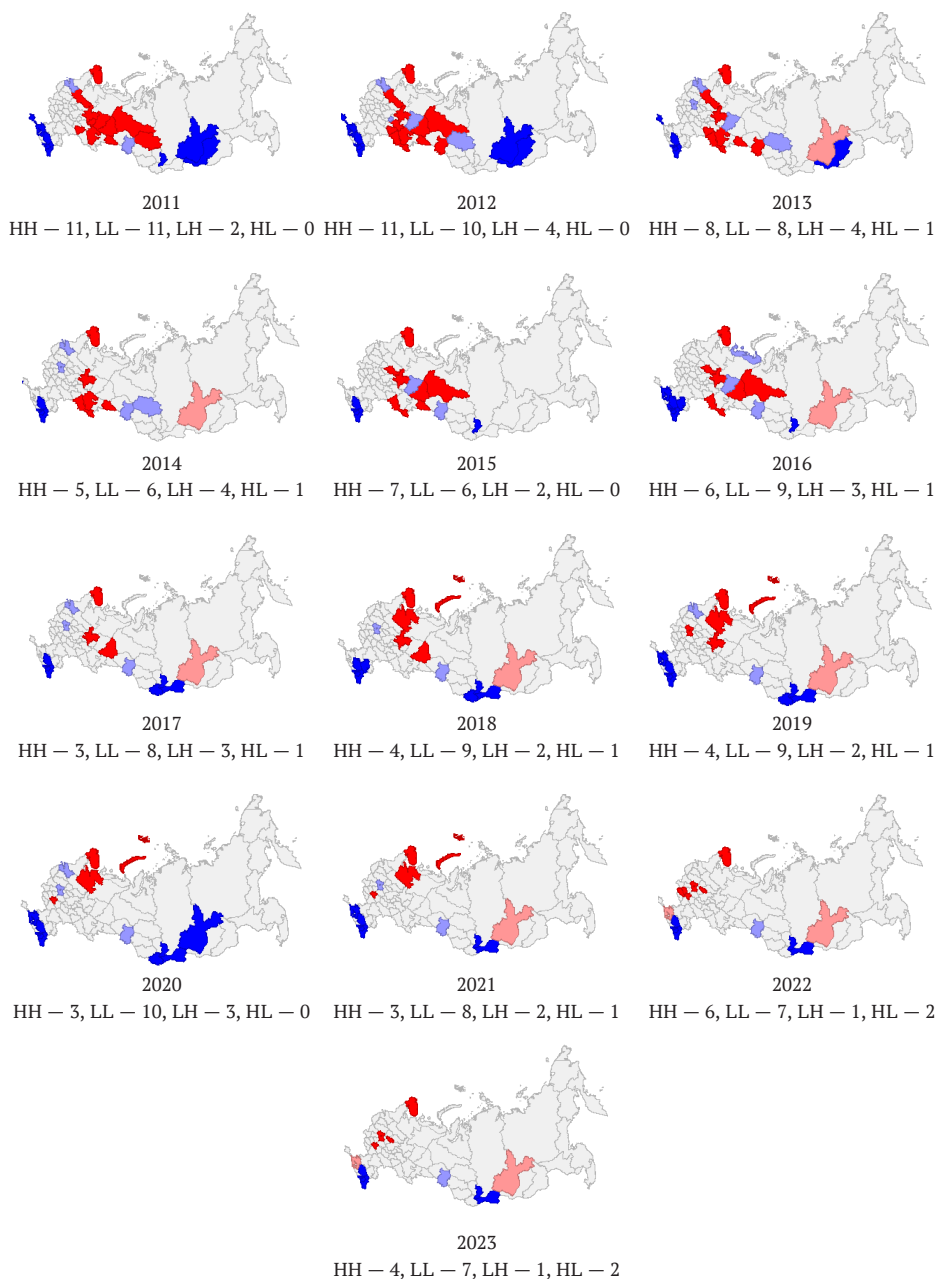 2011 2012 2013
HH — 11, LL — 11, LH — 2, HL — 0 HH — 11, LL — 10, LH — 4, HL — 0 HH — 8, LL — 8, LH — 4, HL — 1
2014 2015 2016
HH — 5, LL — 6, LH — 4, HL — 1 HH — 7, LL — 6, LH — 2, HL — 0 HH — 6, LL — 9, LH — 3, HL — 1
2017 2018 2019
HH — 3, LL — 8, LH — 3, HL — 1 HH — 4, LL — 9, LH — 2, HL — 1 HH — 4, LL — 9, LH — 2, HL — 1
2020 2021 2022
HH — 3, LL — 10, LH — 3, HL — 0 HH — 3, LL — 8, LH — 2, HL — 1 HH — 6, LL — 7, LH — 1, HL — 2
2023
HH — 4, LL — 7, LH — 1, HL — 2